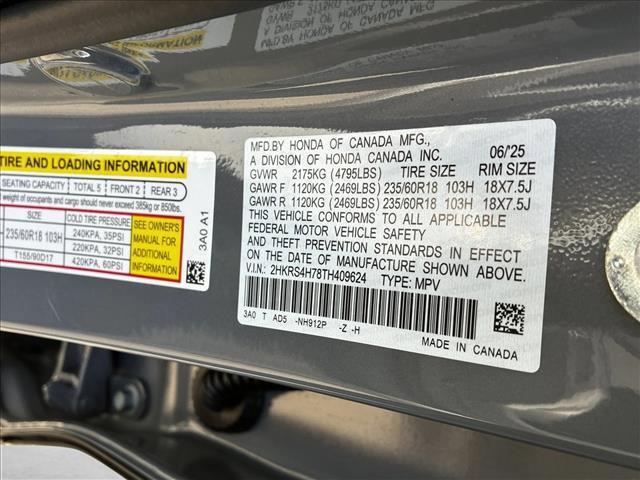 TIRE AND LOADING INFORMATION
SEATING CAPACITY TOTAL 5 FRONT 2 REAR 3
weight of occupants and cargo should never exceed 385kg or 850lbs.
SIZE COLD TIRE PRESSURE
235/60R18 103H 240KPA, 35PSI
220KPA, 32PSI
T155/90D17 420KPA, 60PSI
SEE OWNER'S
MANUAL FOR
ADDITIONAL
INFORMATION
3A0 A1
MFD.BY HONDA OF CANADA MFG., 06/'25
A DIVISION OF HONDA CANADA INC.
GVWR 2175KG (4795LBS) TIRE SIZE RIM SIZE
GAWR F 1120KG (2469LBS) 235/60R18 103H 18X7.5J
GAWR R 1120KG (2469LBS) 235/60R18 103H 18X7.5J
THIS VEHICLE CONFORMS TO ALL APPLICABLE
FEDERAL MOTOR VEHICLE SAFETY
AND THEFT PREVENTION STANDARDS IN EFFECT
ON THE DATE OF MANUFACTURE SHOWN ABOVE.
V.I.N: 2HKRS4H78TH409624 TYPE: MPV
3A0 T AD5 -NH912P -Z -H
MADE IN CANADA